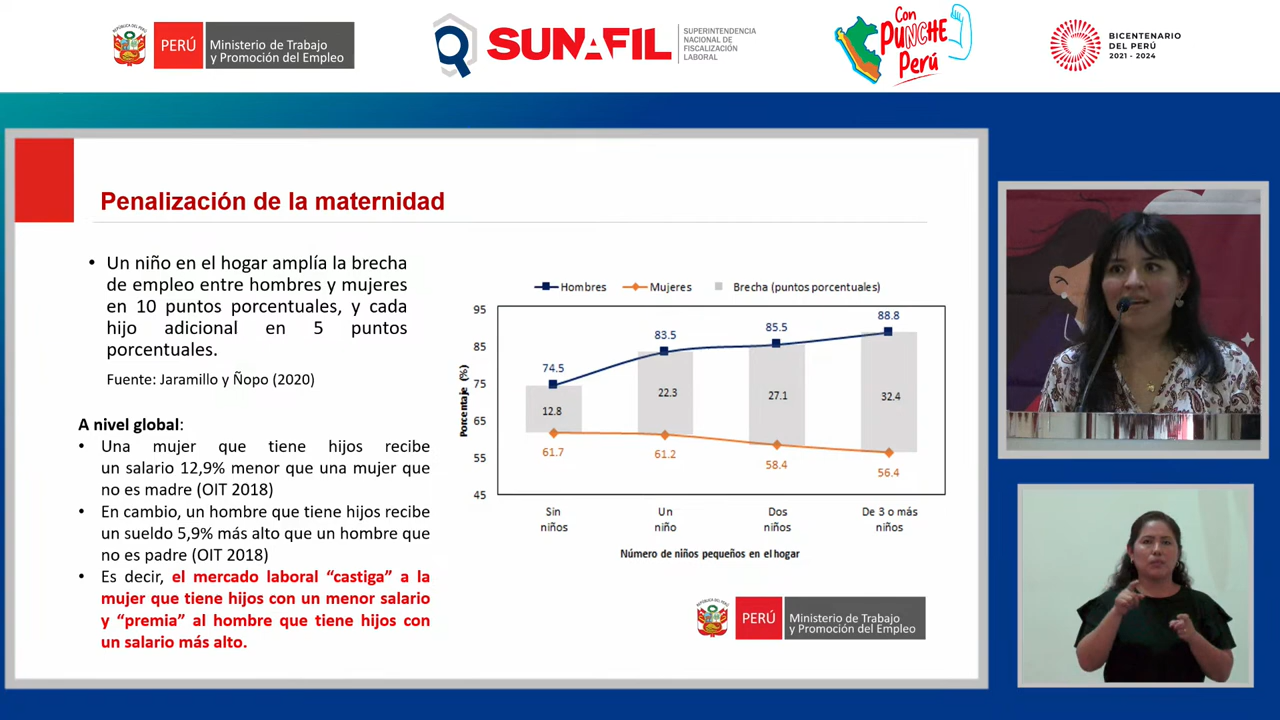 PERÚ
Ministerio de Trabajo
y Promoción del Empleo
SUNAFIL
SUPERINTENDENCIA
NACIONAL DE
FISCALIZACIÓN
LABORAL
Con
PUNCHE
Perú
BICENTENARIO
DEL PERÚ
2021 - 2024
Penalización de la maternidad
• Un niño en el hogar amplía la brecha
de empleo entre hombres y mujeres
en 10 puntos porcentuales, y cada
hijo adicional en 5 puntos
porcentuales.
Fuente: Jaramillo y Ñopo (2020)
A nivel global:
• Una mujer que tiene hijos recibe
un salario 12,9% menor que una mujer que
no es madre (OIT 2018)
• En cambio, un hombre que tiene hijos recibe
un sueldo 5,9% más alto que un hombre que
no es padre (OIT 2018)
• Es decir, el mercado laboral “castiga” a la
mujer que tiene hijos con un menor salario
y “premia” al hombre que tiene hijos con
un salario más alto.
Hombres Mujeres Brecha (puntos porcentuales)
Porcentaje (%)
95
85
75
65
55
45
74.5 83.5 85.5 88.8
12.8 22.3 27.1 32.4
61.7 61.2 58.4 56.4
Sin niños
Un niño
Dos niños
De 3 o más niños
Número de niños pequeños en el hogar
PERÚ
Ministerio de Trabajo
y Promoción del Empleo